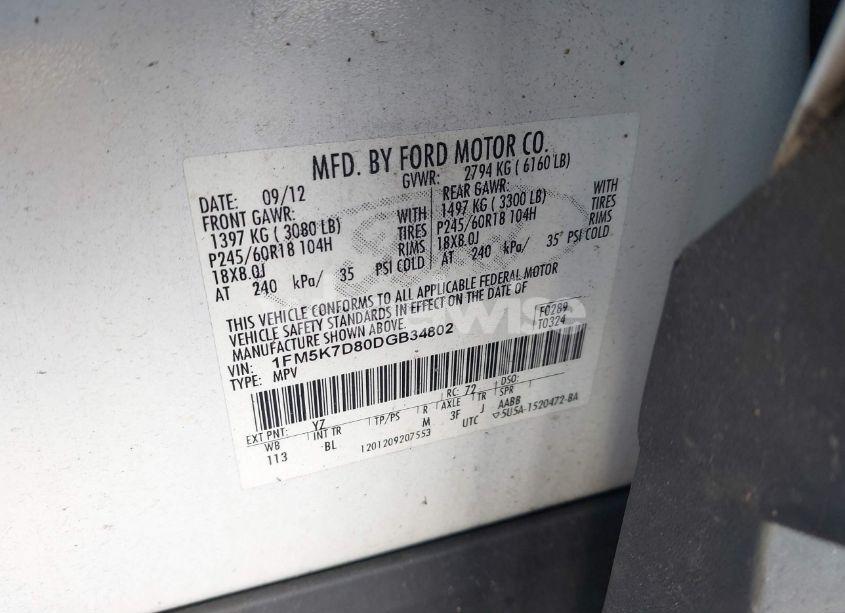 MFD. BY FORD MOTOR CO.
DATE: 09/12 GVWR: 2794 KG ( 6160 LB)
FRONT GAWR: REAR GAWR:
1397 KG ( 3080 LB) WITH 1497 KG ( 3300 LB) WITH
P245/60R18 104H TIRES P245/60R18 104H TIRES
18X8.0J RIMS 18X8.0J RIMS
AT 240 kPa/ 35 PSI COLD AT 240 kPa/ 35 PSI COLD
THIS VEHICLE CONFORMS TO ALL APPLICABLE FEDERAL MOTOR
VEHICLE SAFETY STANDARDS IN EFFECT ON THE DATE OF
MANUFACTURE SHOWN ABOVE.
F0289
T0324
VIN: 1FM5K7D80DGB34802
TYPE: MPV
EXT PNT: YZ RC: 72 DSO:
WB INT TR TP/PS R AXLE TR SPR
113 BL M 3F J AABB
1201209207553 UTC 5U5A-1520472-BA